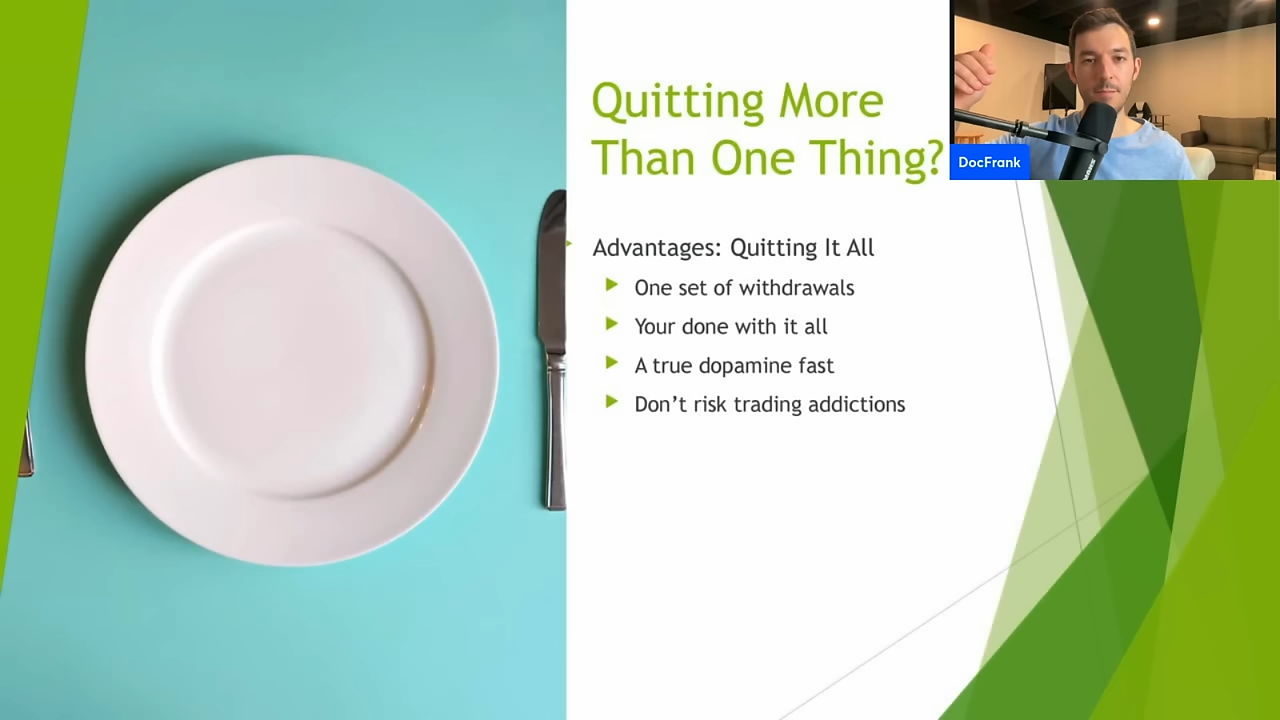 Quitting More
Than One Thing?
DocFrank
Advantages: Quitting It All
One set of withdrawals
Your done with it all
A true dopamine fast
Don’t risk trading addictions